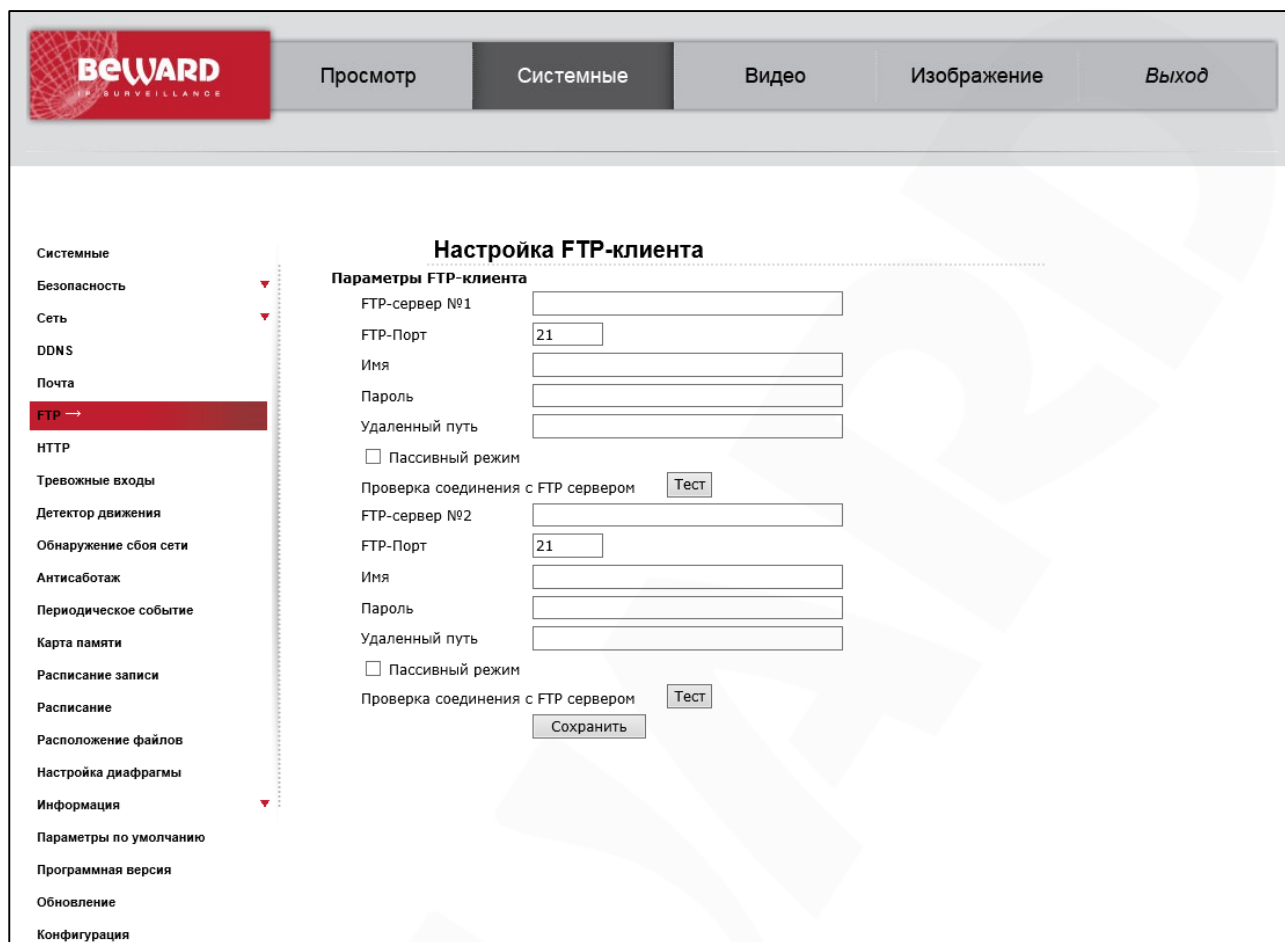 BEWARD
IP SURVEILLANCE
Просмотр
Системные
Видео
Изображение
Выход
Системные
Безопасность
Сеть
DDNS
Почта
FTP →
HTTP
Тревожные входы
Детектор движения
Обнаружение сбоя сети
Антисаботаж
Периодическое событие
Карта памяти
Расписание записи
Расписание
Расположение файлов
Настройка диафрагмы
Информация
Параметры по умолчанию
Программная версия
Обновление
Конфигурация
Настройка FTP-клиента
Параметры FTP-клиента
FTP-сервер №1
FTP-Порт 21
Имя
Пароль
Удаленный путь
Пассивный режим
Проверка соединения с FTP сервером Тест
FTP-сервер №2
FTP-Порт 21
Имя
Пароль
Удаленный путь
Пассивный режим
Проверка соединения с FTP сервером Тест
Сохранить